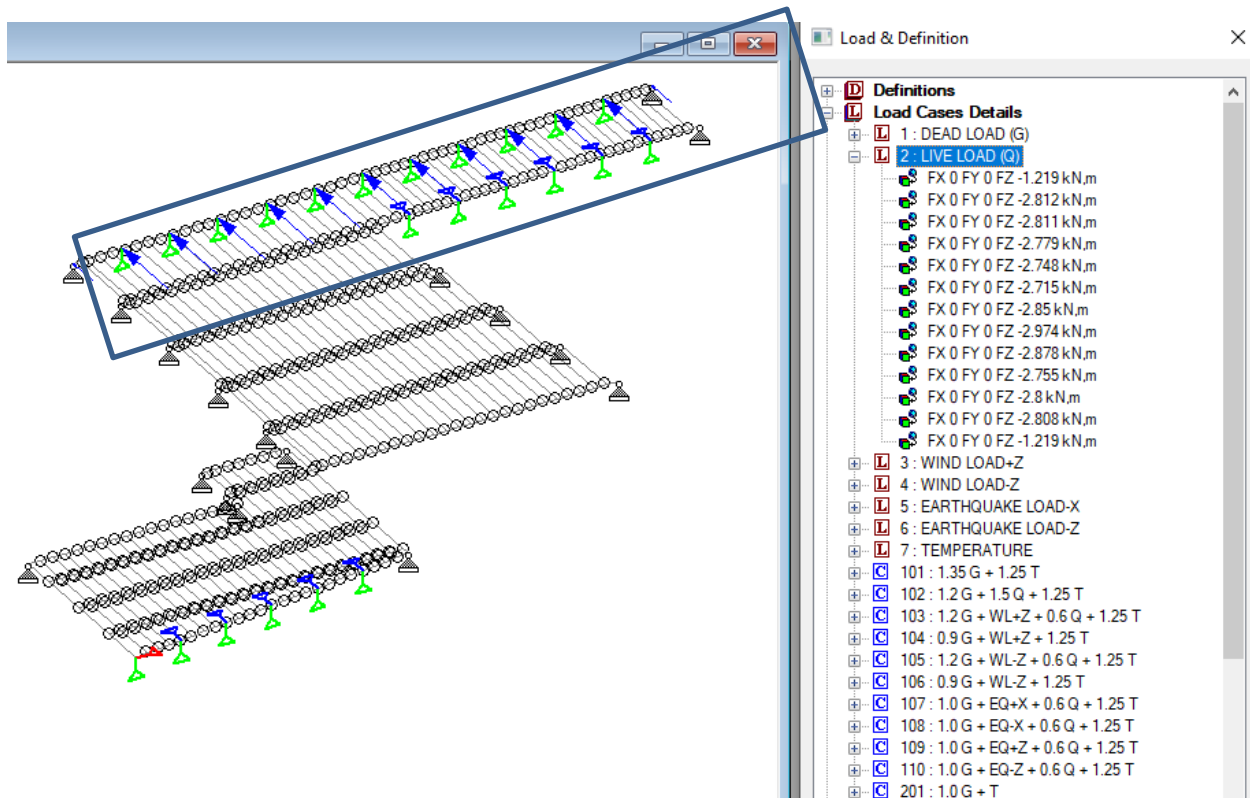 Load & Definition
Definitions
Load Cases Details
1 : DEAD LOAD (G)
2 : LIVE LOAD (Q)
FX 0 FY 0 FZ -1.219 kN,m
FX 0 FY 0 FZ -2.812 kN,m
FX 0 FY 0 FZ -2.811 kN,m
FX 0 FY 0 FZ -2.779 kN,m
FX 0 FY 0 FZ -2.748 kN,m
FX 0 FY 0 FZ -2.715 kN,m
FX 0 FY 0 FZ -2.85 kN,m
FX 0 FY 0 FZ -2.974 kN,m
FX 0 FY 0 FZ -2.878 kN,m
FX 0 FY 0 FZ -2.755 kN,m
FX 0 FY 0 FZ -2.8 kN,m
FX 0 FY 0 FZ -2.808 kN,m
FX 0 FY 0 FZ -1.219 kN,m
3 : WIND LOAD+Z
4 : WIND LOAD-Z
5 : EARTHQUAKE LOAD-X
6 : EARTHQUAKE LOAD-Z
7 : TEMPERATURE
101 : 1.35 G + 1.25 T
102 : 1.2 G + 1.5 Q + 1.25 T
103 : 1.2 G + WL+Z + 0.6 Q + 1.25 T
104 : 0.9 G + WL+Z + 1.25 T
105 : 1.2 G + WL-Z + 0.6 Q + 1.25 T
106 : 0.9 G + WL-Z + 1.25 T
107 : 1.0 G + EQ+X + 0.6 Q + 1.25 T
108 : 1.0 G + EQ-X + 0.6 Q + 1.25 T
109 : 1.0 G + EQ+Z + 0.6 Q + 1.25 T
110 : 1.0 G + EQ-Z + 0.6 Q + 1.25 T
201 : 1.0 G + T